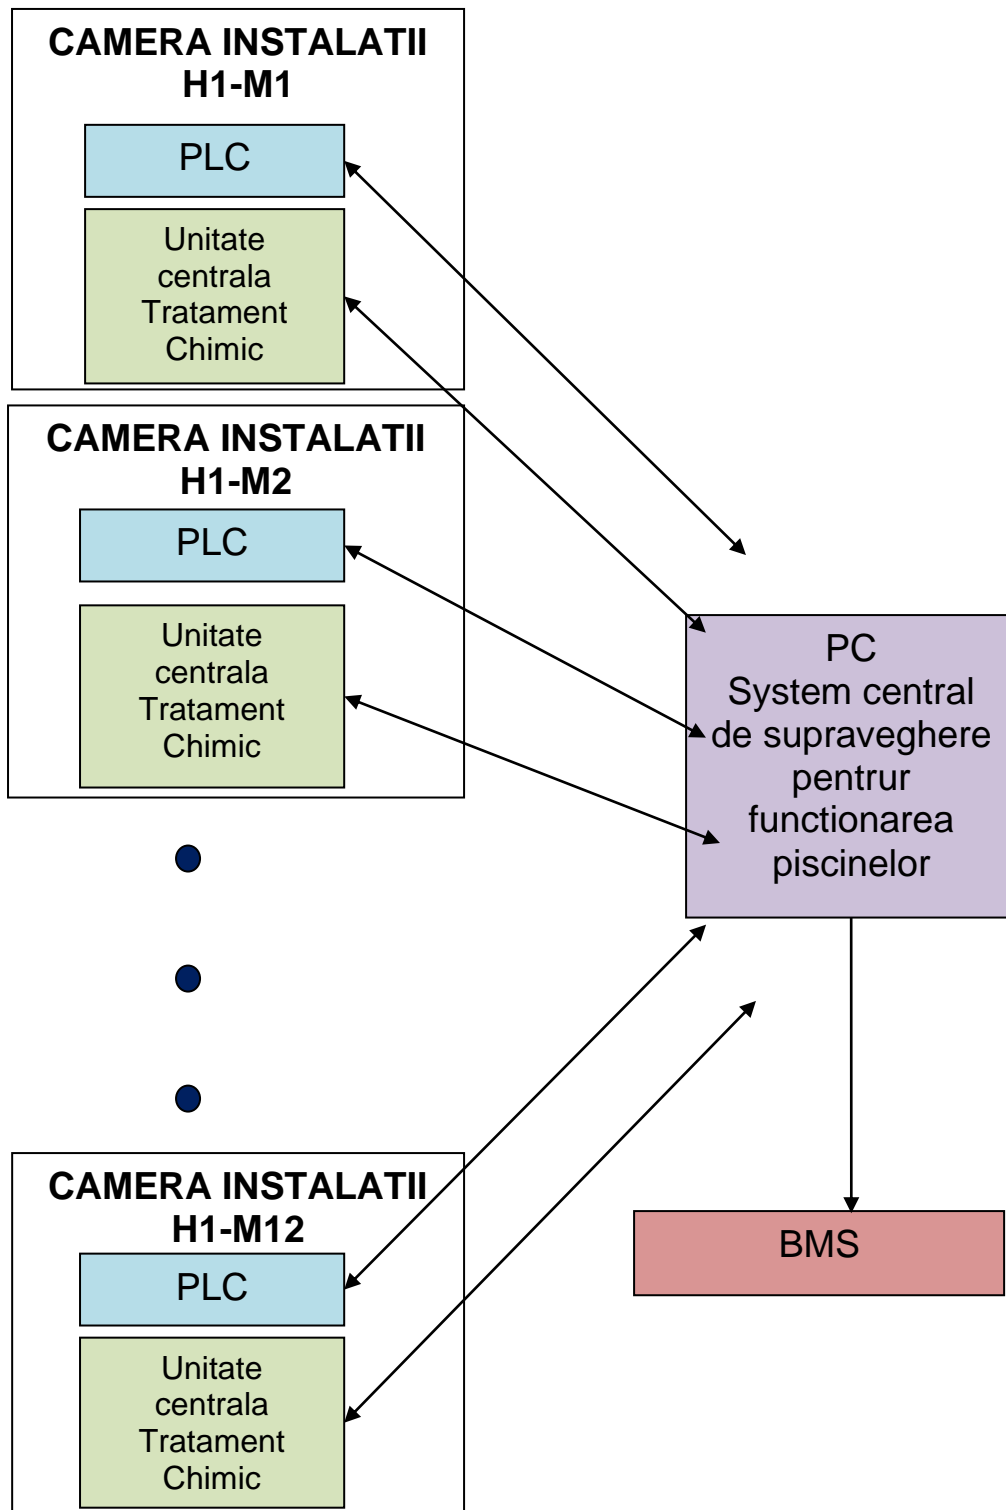 CAMERA INSTALATII
H1-M1
PLC
Unitate
centrala
Tratament
Chimic
CAMERA INSTALATII
H1-M2
PLC
Unitate
centrala
Tratament
Chimic
PC
System central
de supraveghere
pentrur
functionarea
piscinelor
CAMERA INSTALATII
H1-M12
PLC
Unitate
centrala
Tratament
Chimic
BMS